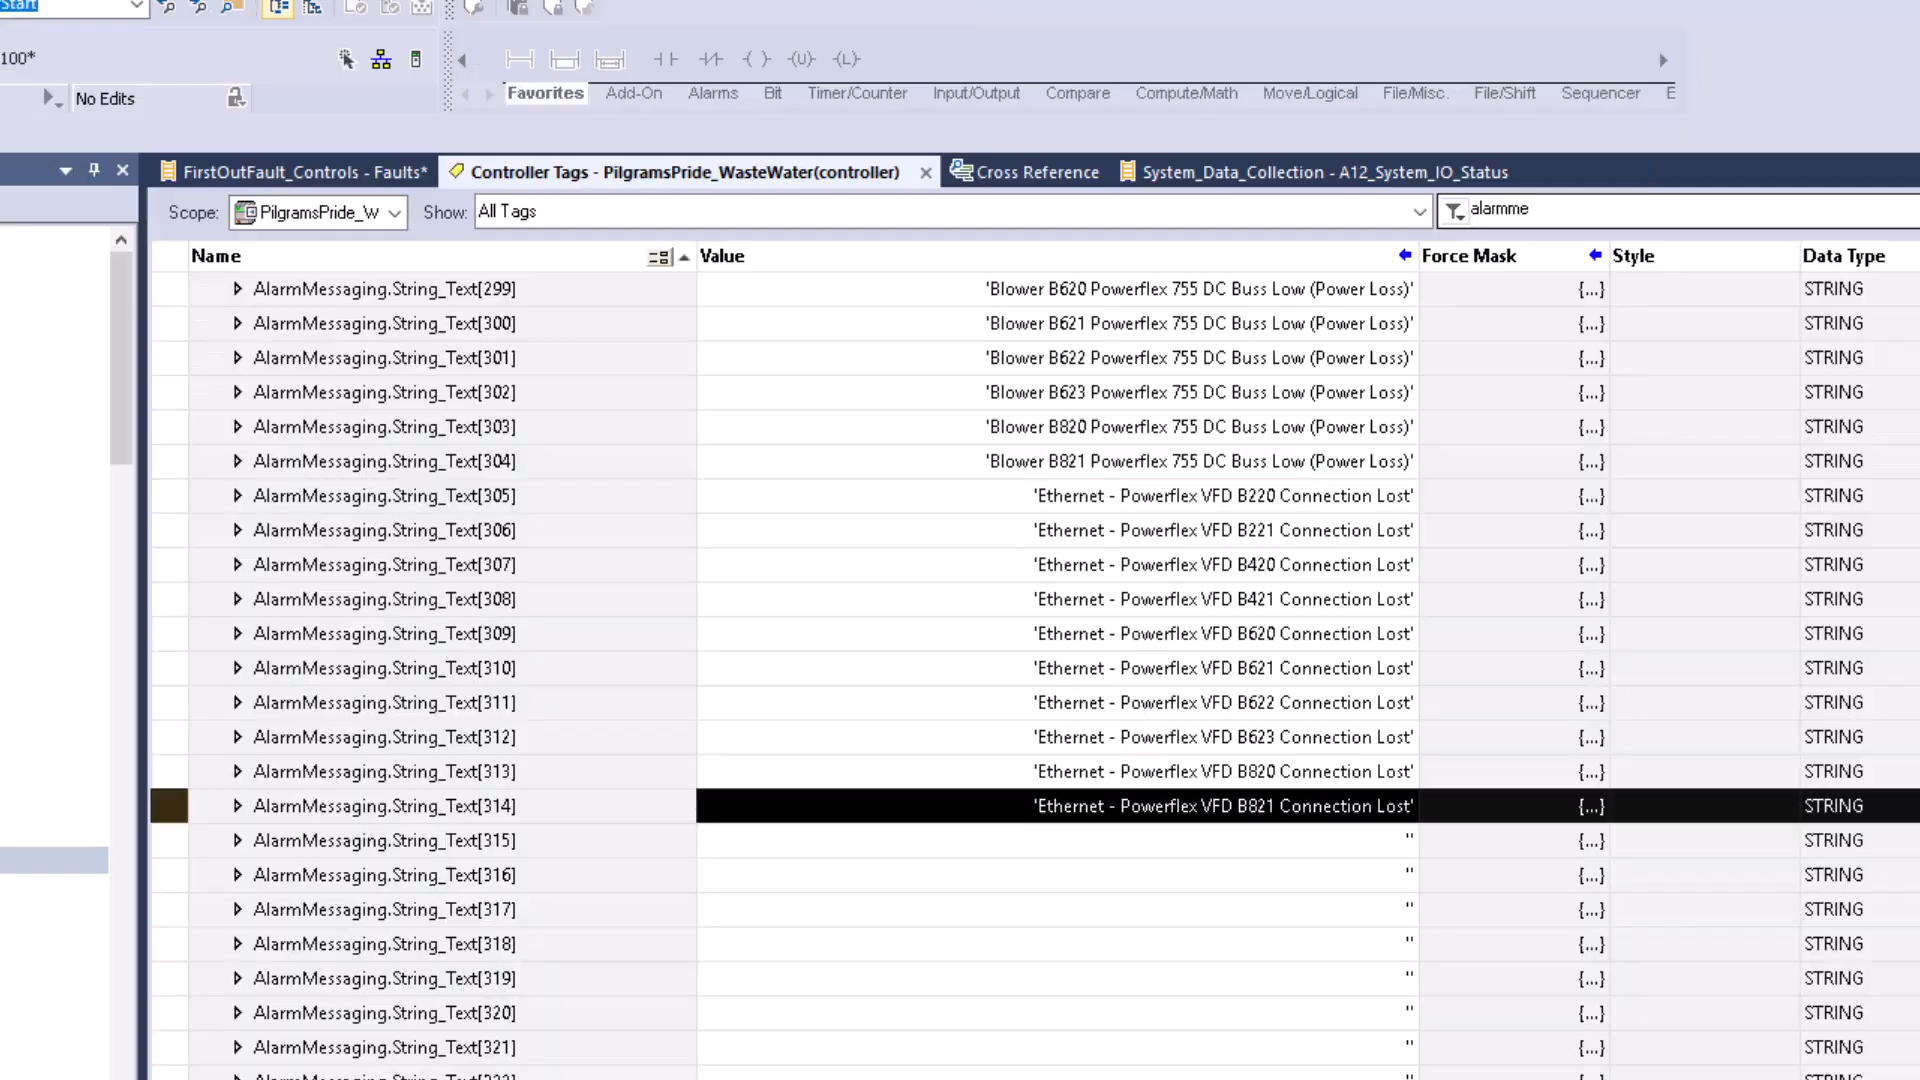 Start
100*
No Edits
Favorites Add-On Alarms Bit Timer/Counter Input/Output Compare Compute/Math Move/Logical File/Misc. File/Shift Sequencer E
FirstOutFault_Controls - Faults* Controller Tags - PilgramsPride_WasteWater(controller) Cross Reference System_Data_Collection - A12_System_IO_Status
Scope: PilgramsPride_W Show: All Tags alarmme
Name Value Force Mask Style Data Type
AlarmMessaging.String_Text[299] 'Blower B620 Powerflex 755 DC Buss Low (Power Loss)' {...} STRING
AlarmMessaging.String_Text[300] 'Blower B621 Powerflex 755 DC Buss Low (Power Loss)' {...} STRING
AlarmMessaging.String_Text[301] 'Blower B622 Powerflex 755 DC Buss Low (Power Loss)' {...} STRING
AlarmMessaging.String_Text[302] 'Blower B623 Powerflex 755 DC Buss Low (Power Loss)' {...} STRING
AlarmMessaging.String_Text[303] 'Blower B820 Powerflex 755 DC Buss Low (Power Loss)' {...} STRING
AlarmMessaging.String_Text[304] 'Blower B821 Powerflex 755 DC Buss Low (Power Loss)' {...} STRING
AlarmMessaging.String_Text[305] 'Ethernet - Powerflex VFD B220 Connection Lost' {...} STRING
AlarmMessaging.String_Text[306] 'Ethernet - Powerflex VFD B221 Connection Lost' {...} STRING
AlarmMessaging.String_Text[307] 'Ethernet - Powerflex VFD B420 Connection Lost' {...} STRING
AlarmMessaging.String_Text[308] 'Ethernet - Powerflex VFD B421 Connection Lost' {...} STRING
AlarmMessaging.String_Text[309] 'Ethernet - Powerflex VFD B620 Connection Lost' {...} STRING
AlarmMessaging.String_Text[310] 'Ethernet - Powerflex VFD B621 Connection Lost' {...} STRING
AlarmMessaging.String_Text[311] 'Ethernet - Powerflex VFD B622 Connection Lost' {...} STRING
AlarmMessaging.String_Text[312] 'Ethernet - Powerflex VFD B623 Connection Lost' {...} STRING
AlarmMessaging.String_Text[313] 'Ethernet - Powerflex VFD B820 Connection Lost' {...} STRING
AlarmMessaging.String_Text[314] 'Ethernet - Powerflex VFD B821 Connection Lost' {...} STRING
AlarmMessaging.String_Text[315] '' {...} STRING
AlarmMessaging.String_Text[316] '' {...} STRING
AlarmMessaging.String_Text[317] '' {...} STRING
AlarmMessaging.String_Text[318] '' {...} STRING
AlarmMessaging.String_Text[319] '' {...} STRING
AlarmMessaging.String_Text[320] '' {...} STRING
AlarmMessaging.String_Text[321] '' {...} STRING